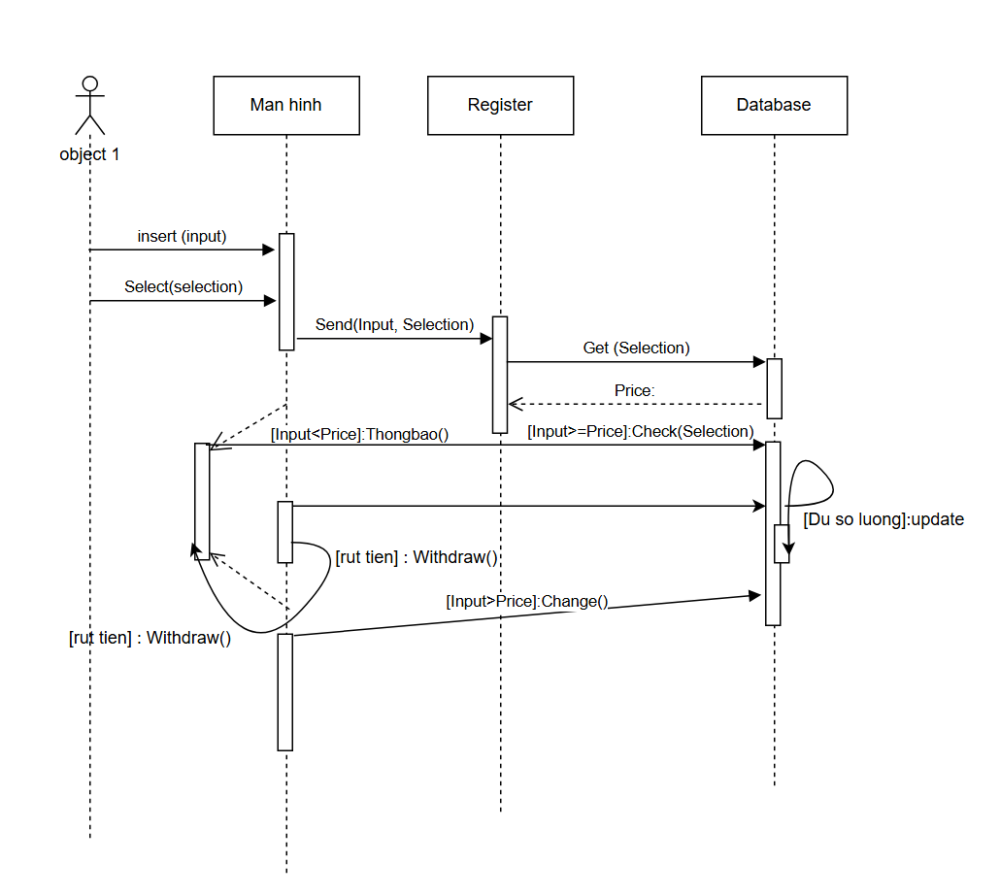 object 1
Man hinh
Register
Database
insert (input)
Select(selection)
Send(Input, Selection)
Get (Selection)
Price:
[Input<Price]:Thongbao()
[Input>=Price]:Check(Selection)
[Du so luong]:update
[rut tien] : Withdraw()
[Input>Price]:Change()
[rut tien] : Withdraw()